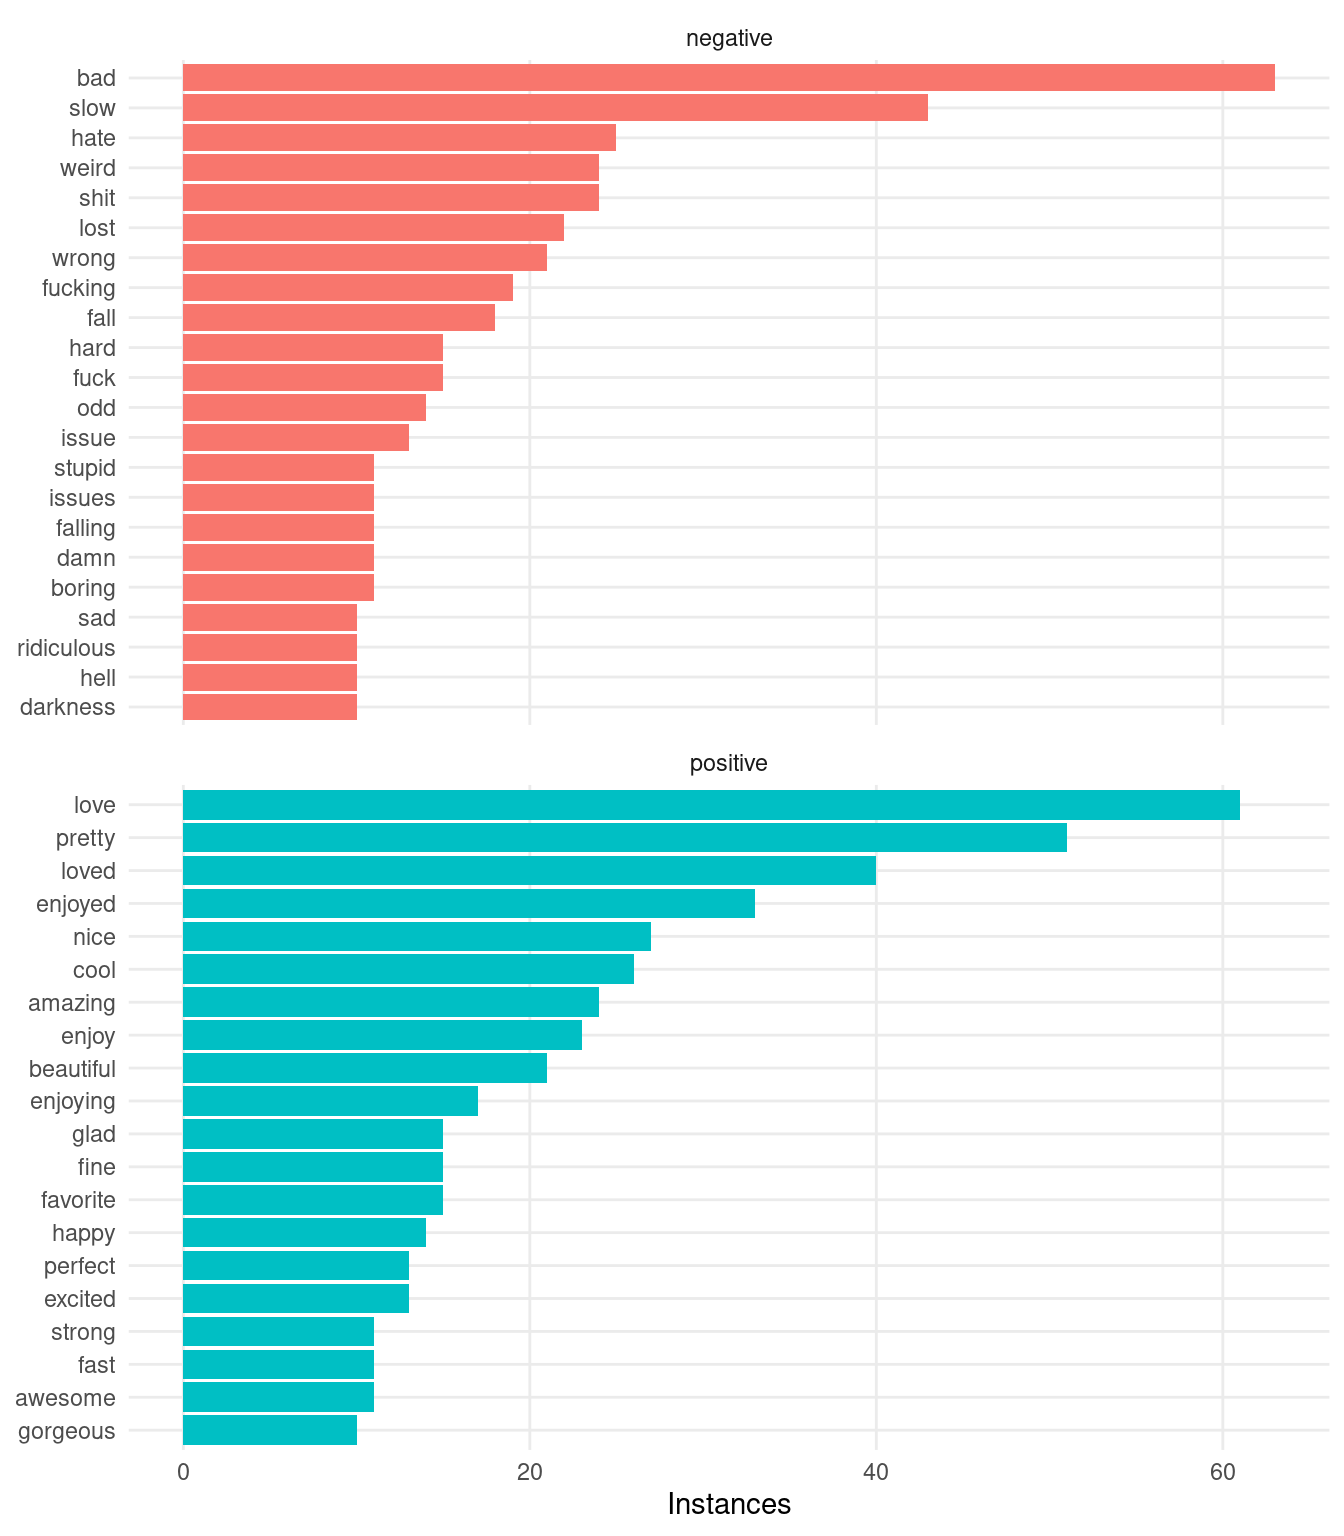 negative
bad
slow
hate
weird
shit
lost
wrong
fucking
fall
hard
fuck
odd
issue
stupid
issues
falling
damn
boring
sad
ridiculous
hell
darkness
positive
love
pretty
loved
enjoyed
nice
cool
amazing
enjoy
beautiful
enjoying
glad
fine
favorite
happy
perfect
excited
strong
fast
awesome
gorgeous
0 20 40 60
Instances